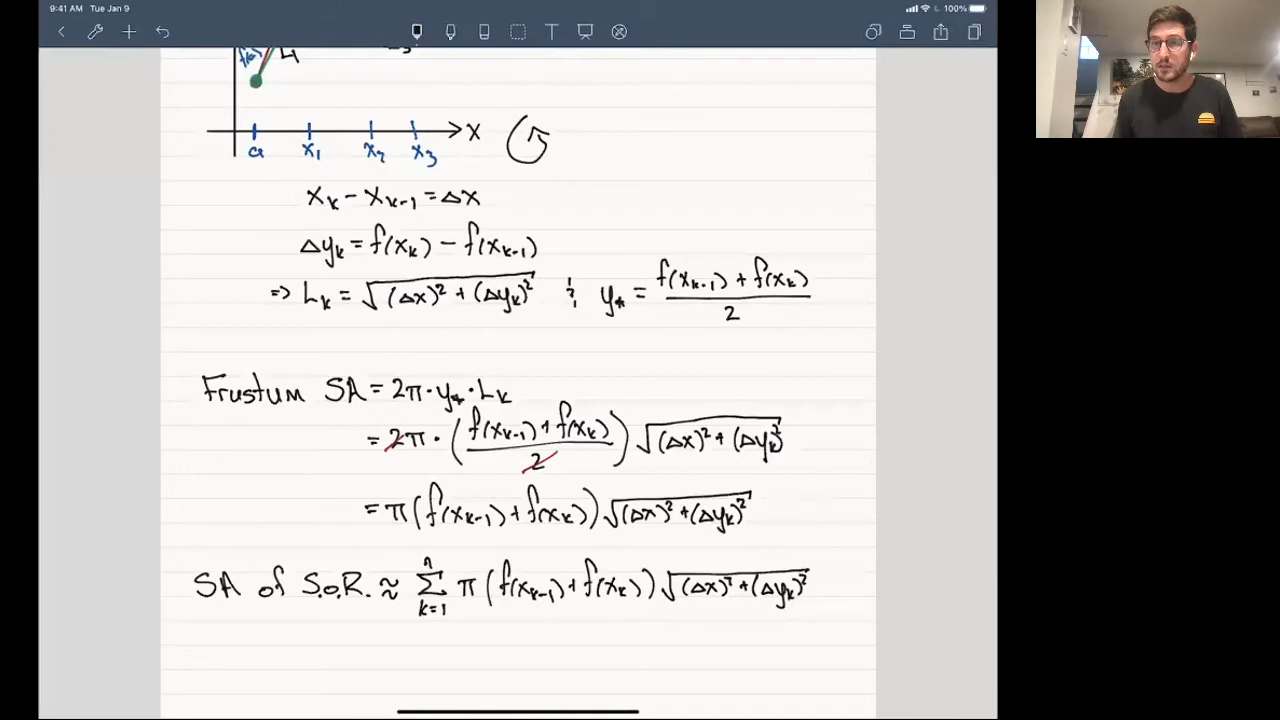 9:41 AM Tue Jan 9
100%
f(a)
L1
x
a x1 x2 x3
xk − xk-1 = Δx
Δyk = f(xk) − f(xk-1)
⇒ Lk = √((Δx)² + (Δyk)²) & y* = (f(xk-1) + f(xk))/2
Frustum SA = 2π · y* · Lk
= 2π · ((f(xk-1) + f(xk))/2) √((Δx)² + (Δyk)²)
= π(f(xk-1) + f(xk)) √((Δx)² + (Δyk)²)
SA of S.o.R. ≈ Σ k=1 n π(f(xk-1) + f(xk)) √((Δx)² + (Δyk)²)